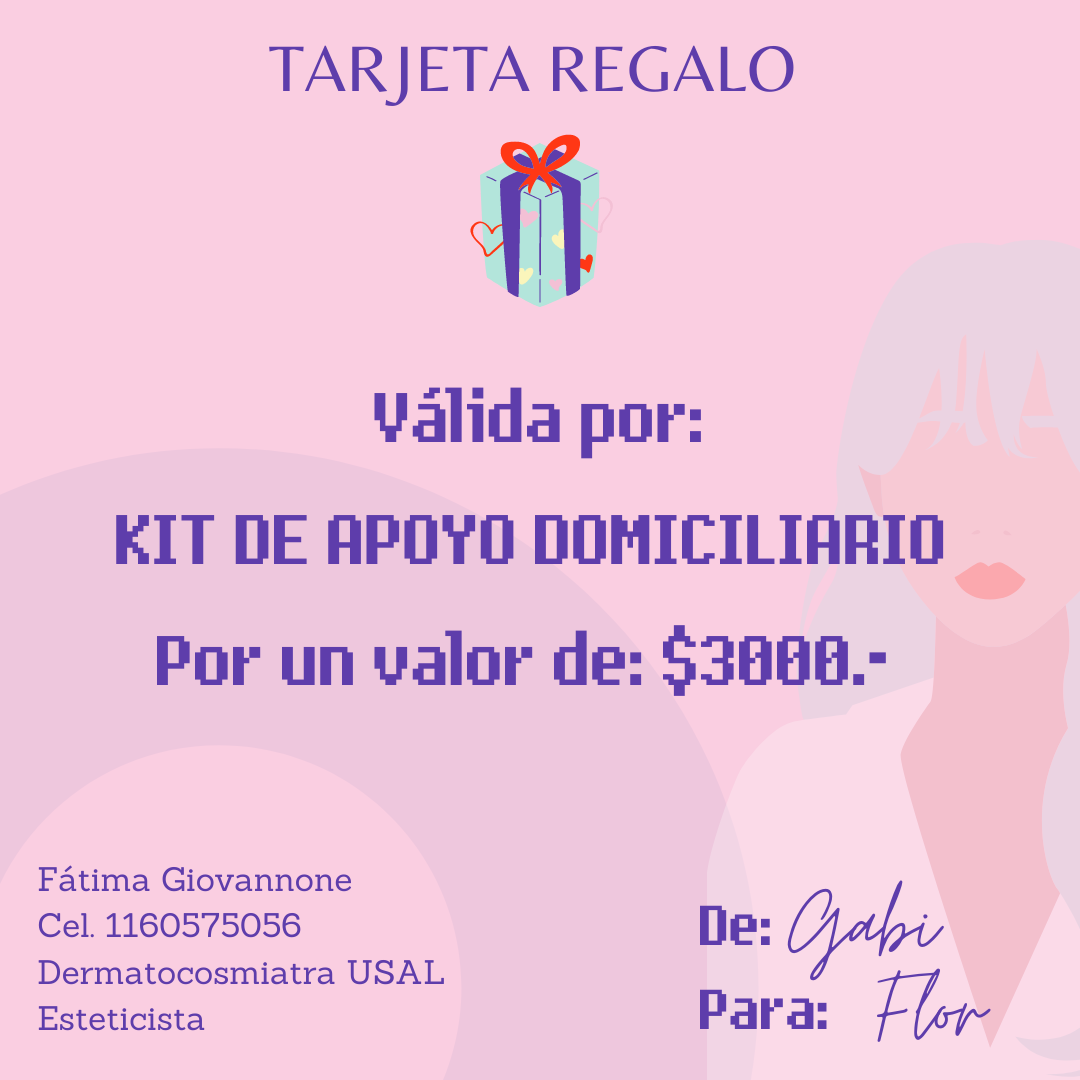 TARJETA REGALO
Válida por:
KIT DE APOYO DOMICILIARIO
Por un valor de: $3000.-
Fátima Giovannone
Cel. 1160575056
Dermatocosmiatra USAL
Esteticista
De: Gabi
Para: Flor